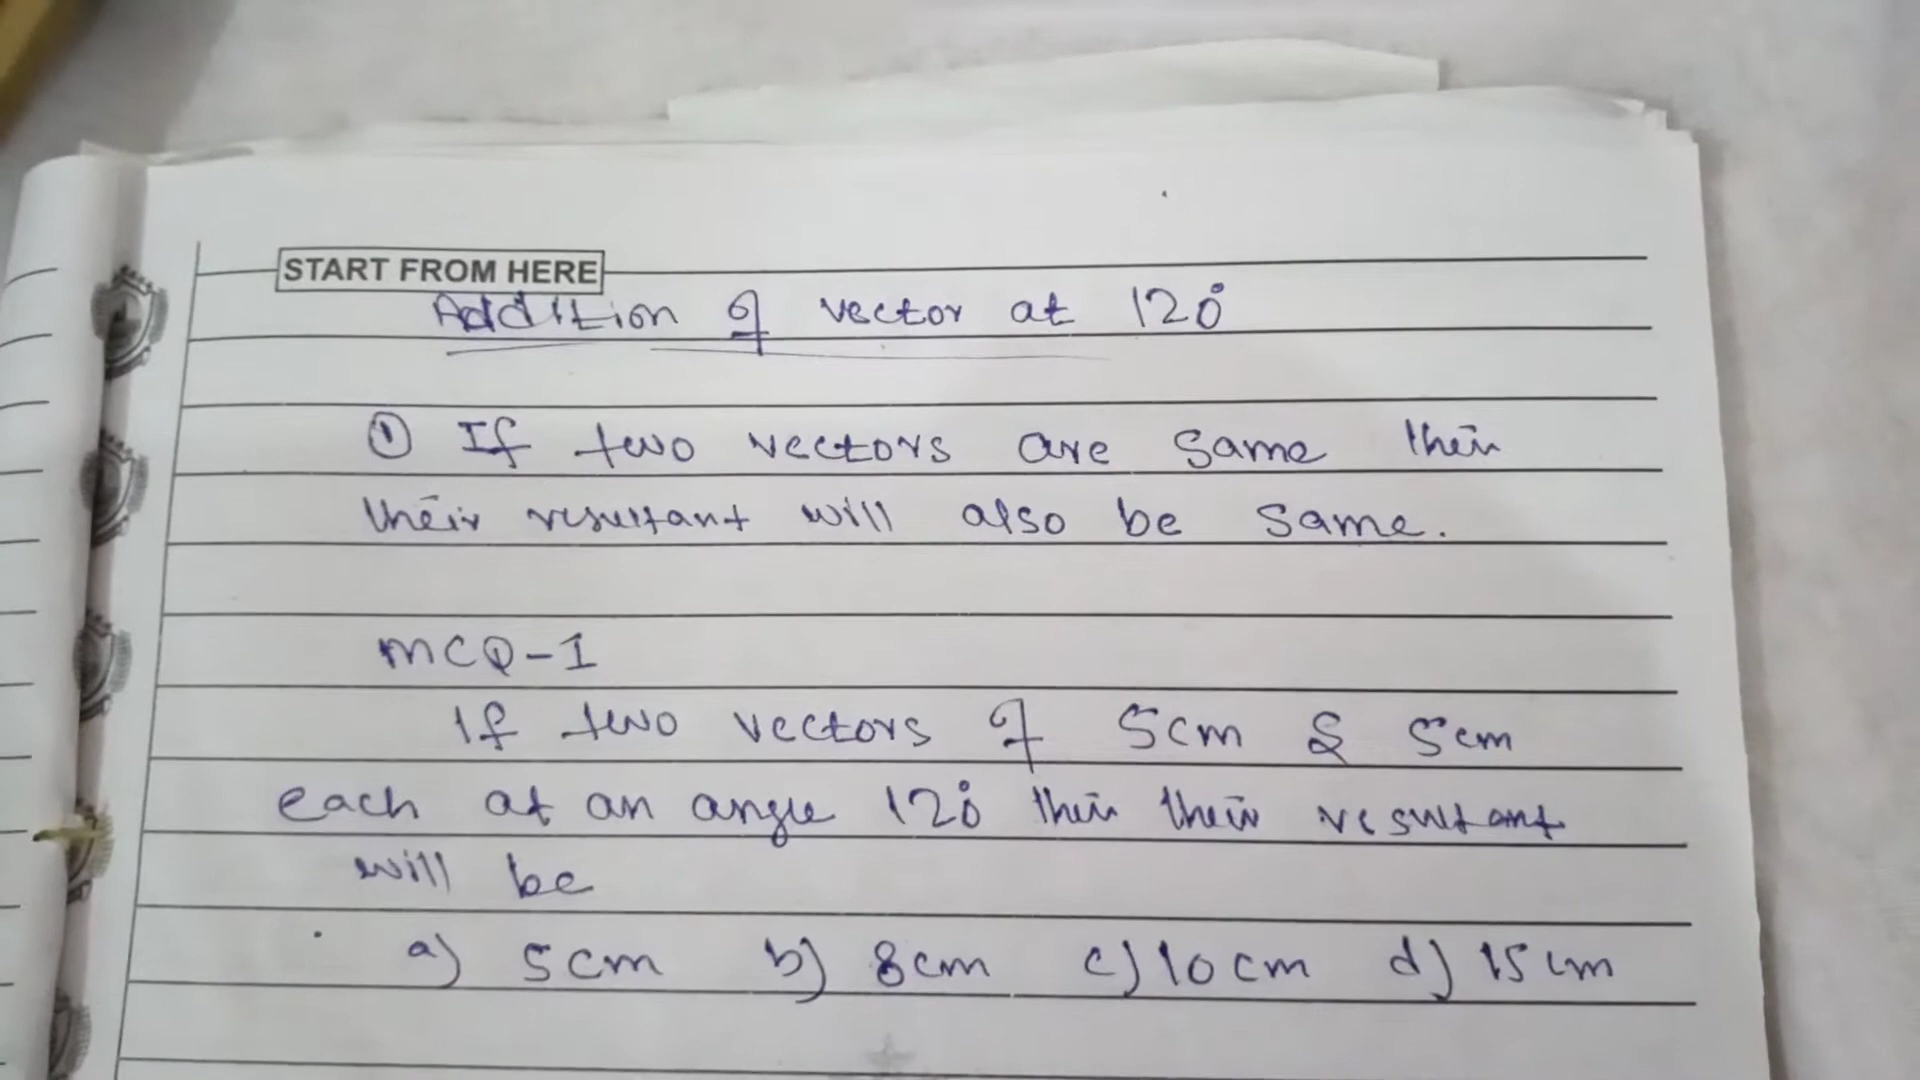 START FROM HERE
Addition of vector at 120°
① If two vectors are same then
their resultant will also be same.
MCQ-1
If two vectors of 5cm & 5cm
each at an angle 120° then their resultant
will be
a) 5cm b) 8cm c) 10cm d) 15cm